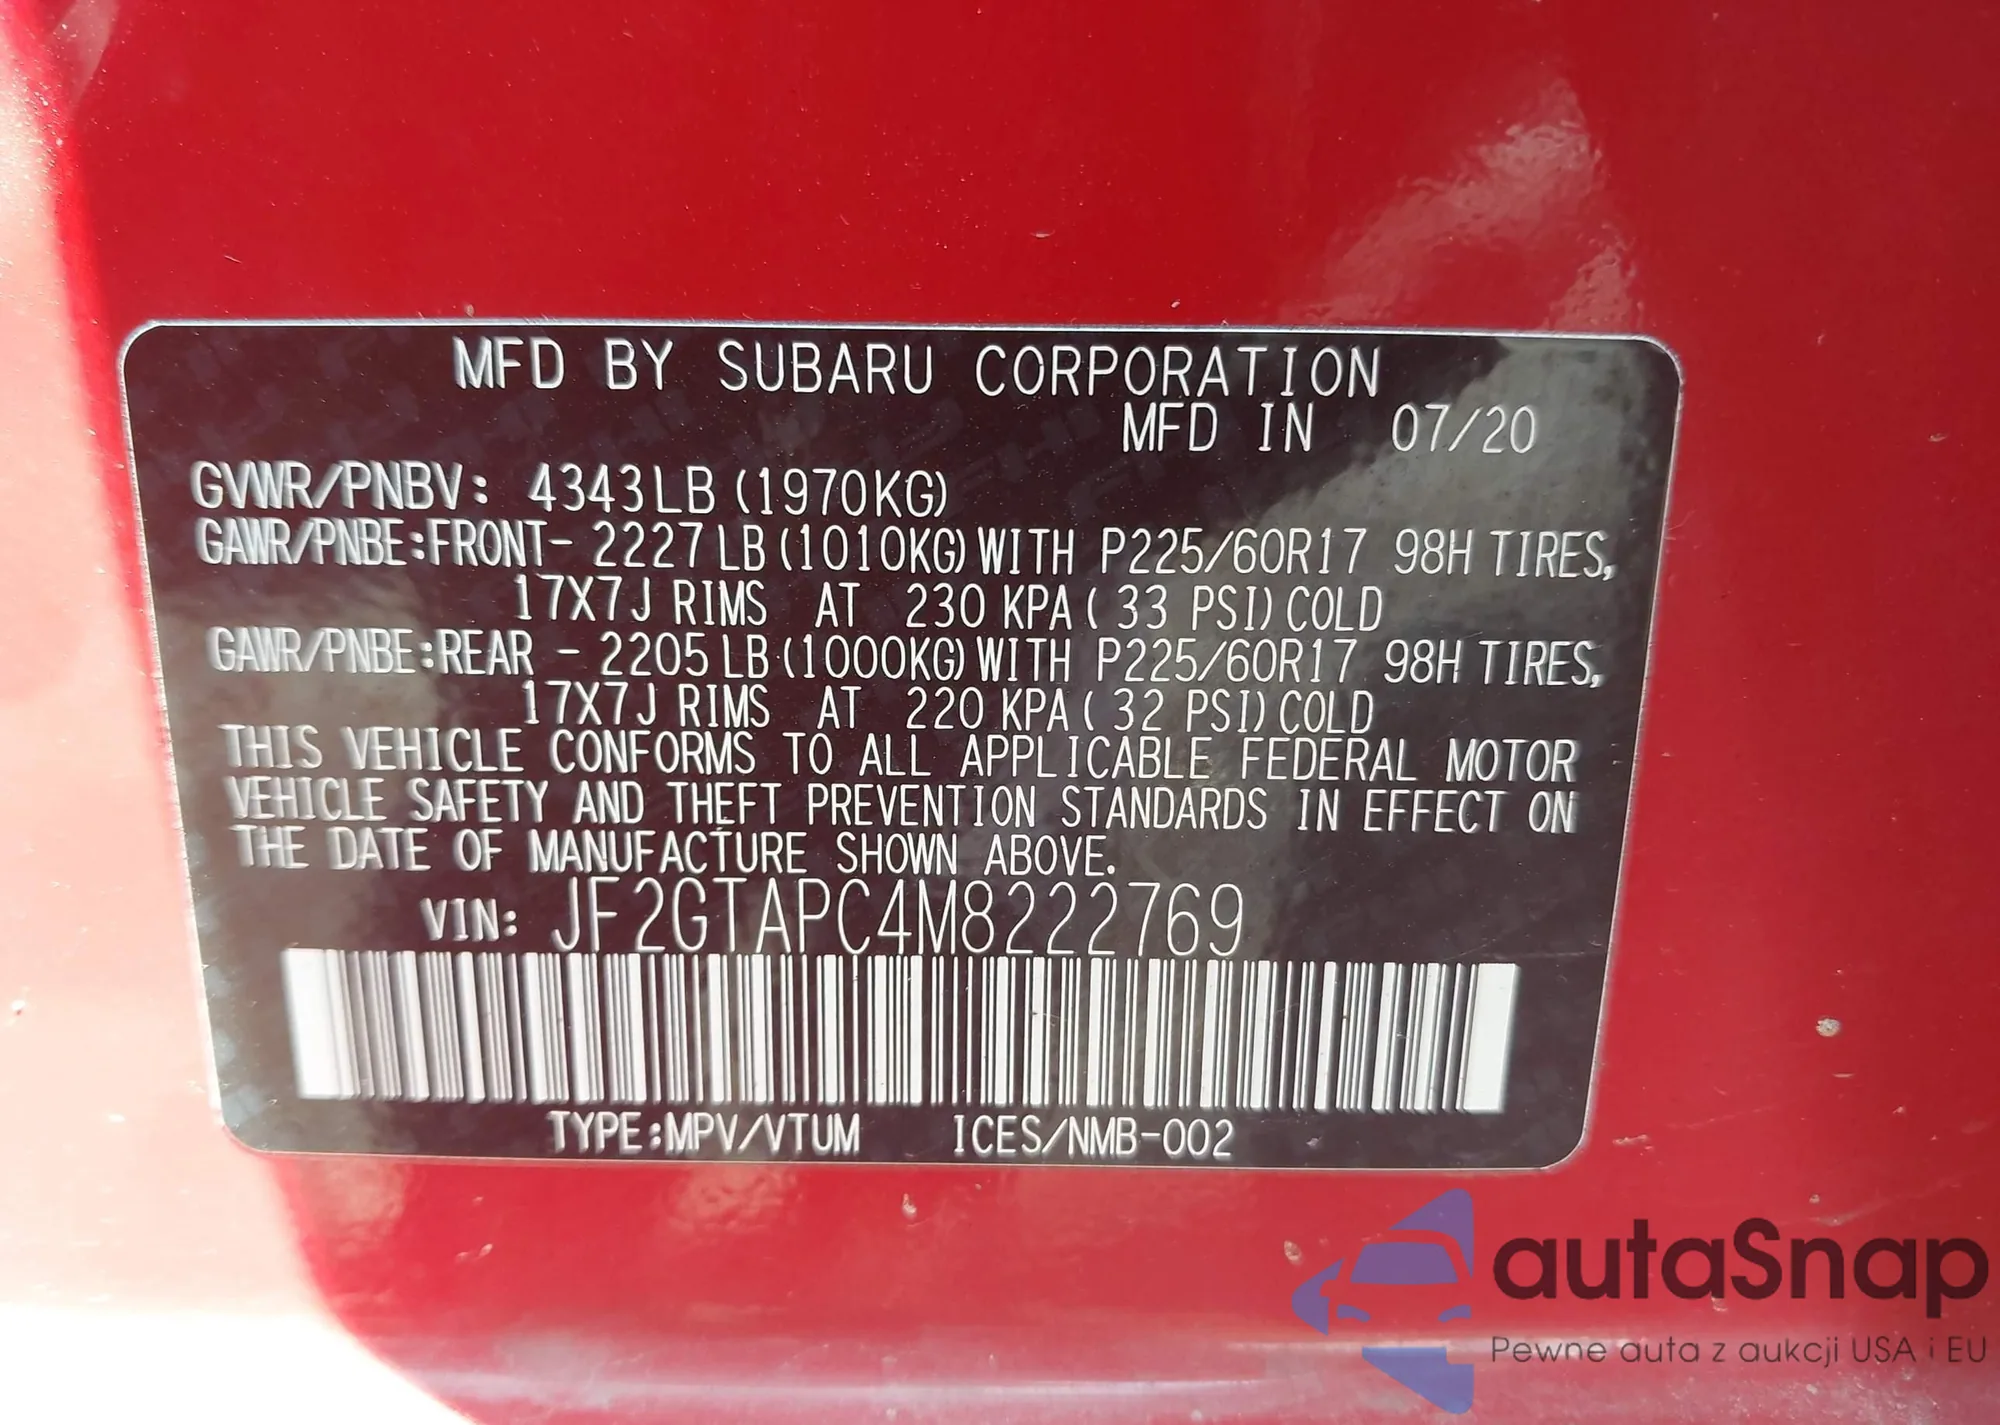 MFD BY SUBARU CORPORATION
MFD IN 07/20
GVWR/PNBV: 4343LB (1970KG)
GAWR/PNBE:FRONT- 2227LB (1010KG) WITH P225/60R17 98H TIRES,
17X7J RIMS AT 230 KPA ( 33 PSI) COLD
GAWR/PNBE:REAR - 2205LB (1000KG) WITH P225/60R17 98H TIRES,
17X7J RIMS AT 220 KPA ( 32 PSI) COLD
THIS VEHICLE CONFORMS TO ALL APPLICABLE FEDERAL MOTOR
VEHICLE SAFETY AND THEFT PREVENTION STANDARDS IN EFFECT ON
THE DATE OF MANUFACTURE SHOWN ABOVE.
VIN: JF2GTAPC4M8222769
TYPE:MPV/VTUM ICES/NMB-002
autaSnap
Pewne auta z aukcji USA i EU